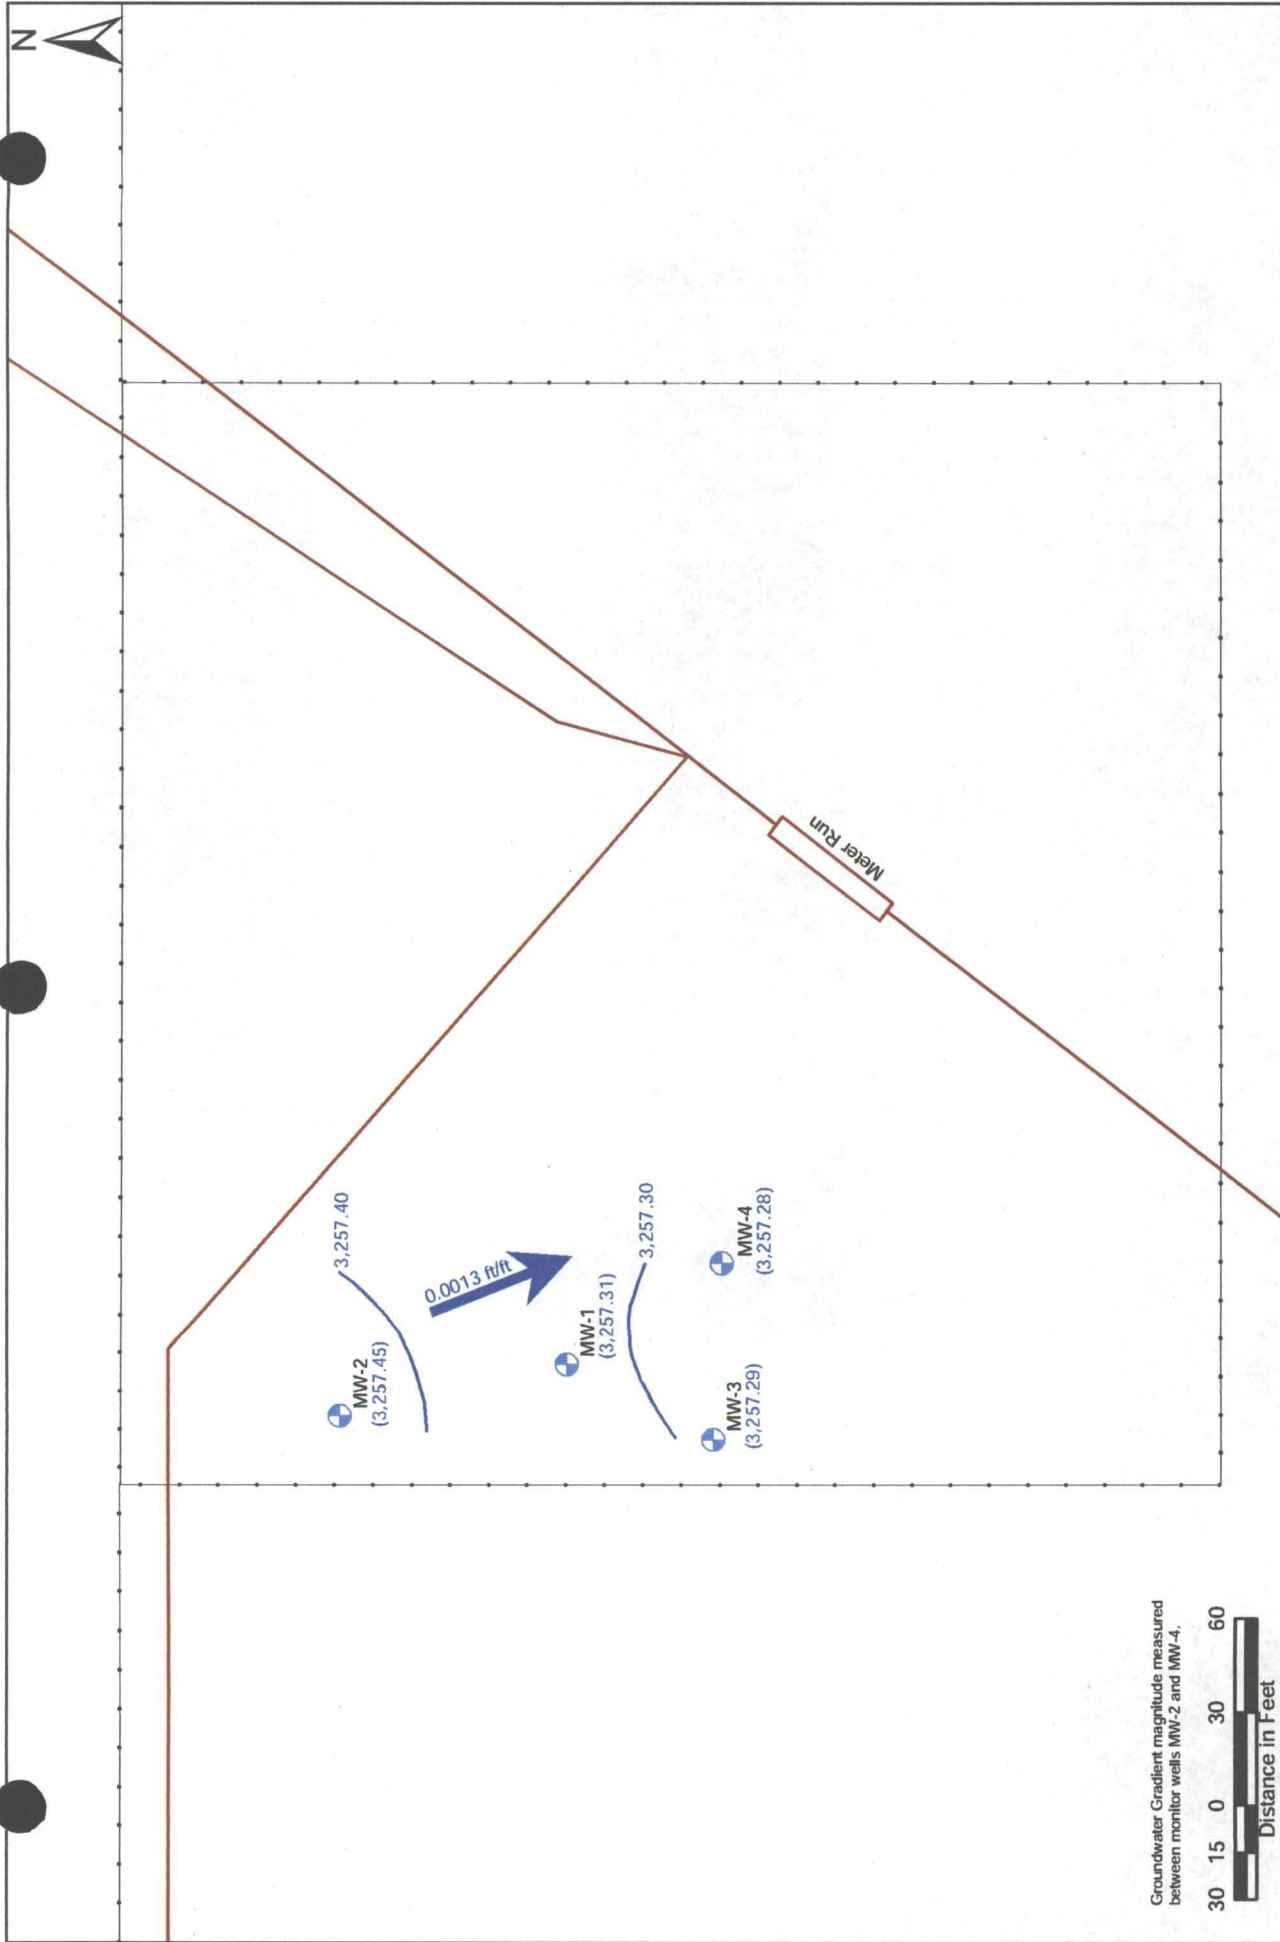 N
3,257.40
0.0013 ft/ft
MW-2
(3,257.45)
MW-1
(3,257.31)
3,257.30
MW-4
(3,257.28)
MW-3
(3,257.29)
Meter Run
Groundwater Gradient magnitude measured
between monitor wells MW-2 and MW-4.
30 15 0 30 60
Distance in Feet